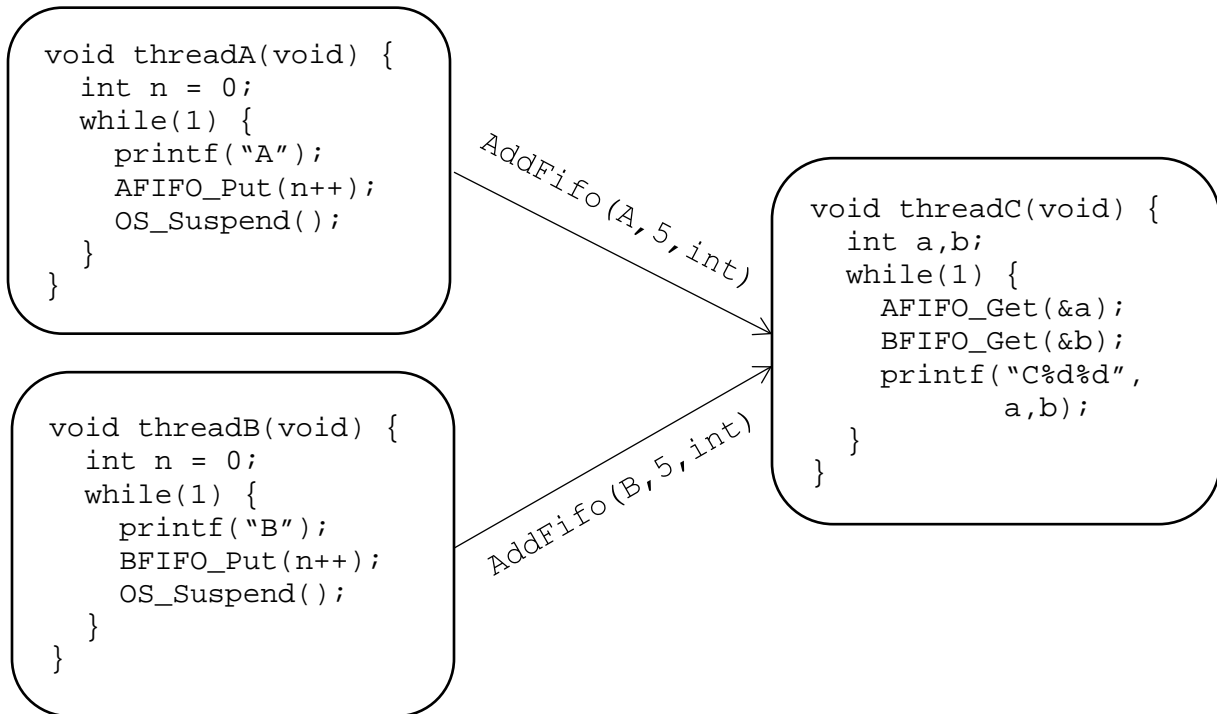 void threadA(void) {
int n = 0;
while(1) {
printf(“A”);
AFIFO_Put(n++);
OS_Suspend();
}
}
AddFifo(A,5,int)
void threadB(void) {
int n = 0;
while(1) {
printf(“B”);
BFIFO_Put(n++);
OS_Suspend();
}
}
AddFifo(B,5,int)
void threadC(void) {
int a,b;
while(1) {
AFIFO_Get(&a);
BFIFO_Get(&b);
printf(“C%d%d”,
a,b);
}
}